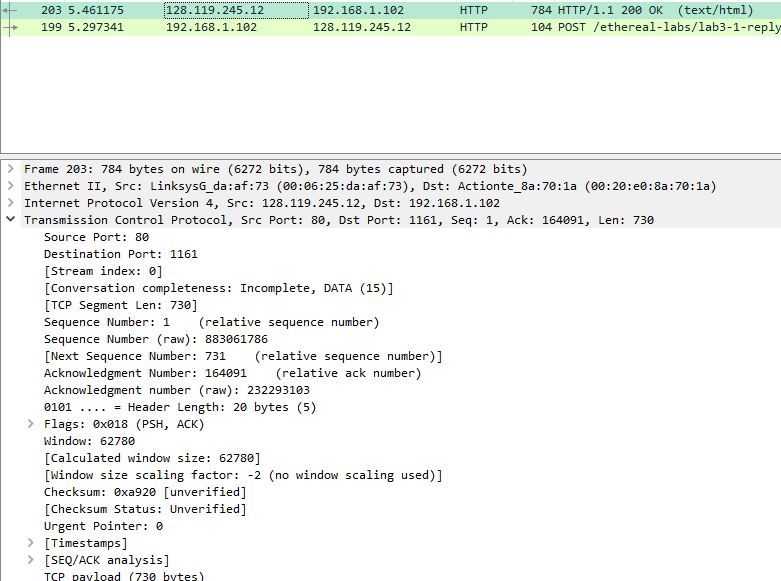 203 5.461175 128.119.245.12 192.168.1.102 HTTP 784 HTTP/1.1 200 OK (text/html)
199 5.297341 192.168.1.102 128.119.245.12 HTTP 104 POST /ethereal-labs/lab3-1-reply
Frame 203: 784 bytes on wire (6272 bits), 784 bytes captured (6272 bits)
Ethernet II, Src: LinksysG_da:af:73 (00:06:25:da:af:73), Dst: Actionte_8a:70:1a (00:20:e0:8a:70:1a)
Internet Protocol Version 4, Src: 128.119.245.12, Dst: 192.168.1.102
Transmission Control Protocol, Src Port: 80, Dst Port: 1161, Seq: 1, Ack: 164091, Len: 730
Source Port: 80
Destination Port: 1161
[Stream index: 0]
[Conversation completeness: Incomplete, DATA (15)]
[TCP Segment Len: 730]
Sequence Number: 1 (relative sequence number)
Sequence Number (raw): 883061786
[Next Sequence Number: 731 (relative sequence number)]
Acknowledgment Number: 164091 (relative ack number)
Acknowledgment number (raw): 232293103
0101 .... = Header Length: 20 bytes (5)
Flags: 0x018 (PSH, ACK)
Window: 62780
[Calculated window size: 62780]
[Window size scaling factor: -2 (no window scaling used)]
Checksum: 0xa920 [unverified]
[Checksum Status: Unverified]
Urgent Pointer: 0
[Timestamps]
[SEQ/ACK analysis]
TCP payload (730 bytes)